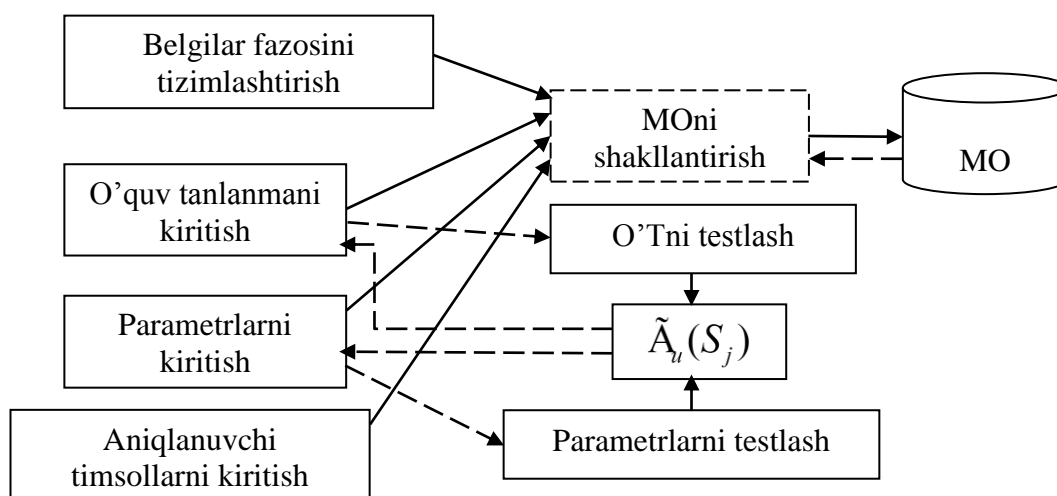 Belgilar fazosini
tizimlashtirish
MOni
shakllantirish
MO
O’quv tanlanmani
kiritish
O’Tni testlash
Parametrlarni
kiritish
Ã_u(S_j)
Aniqlanuvchi
timsollarni kiritish
Parametrlarni testlash